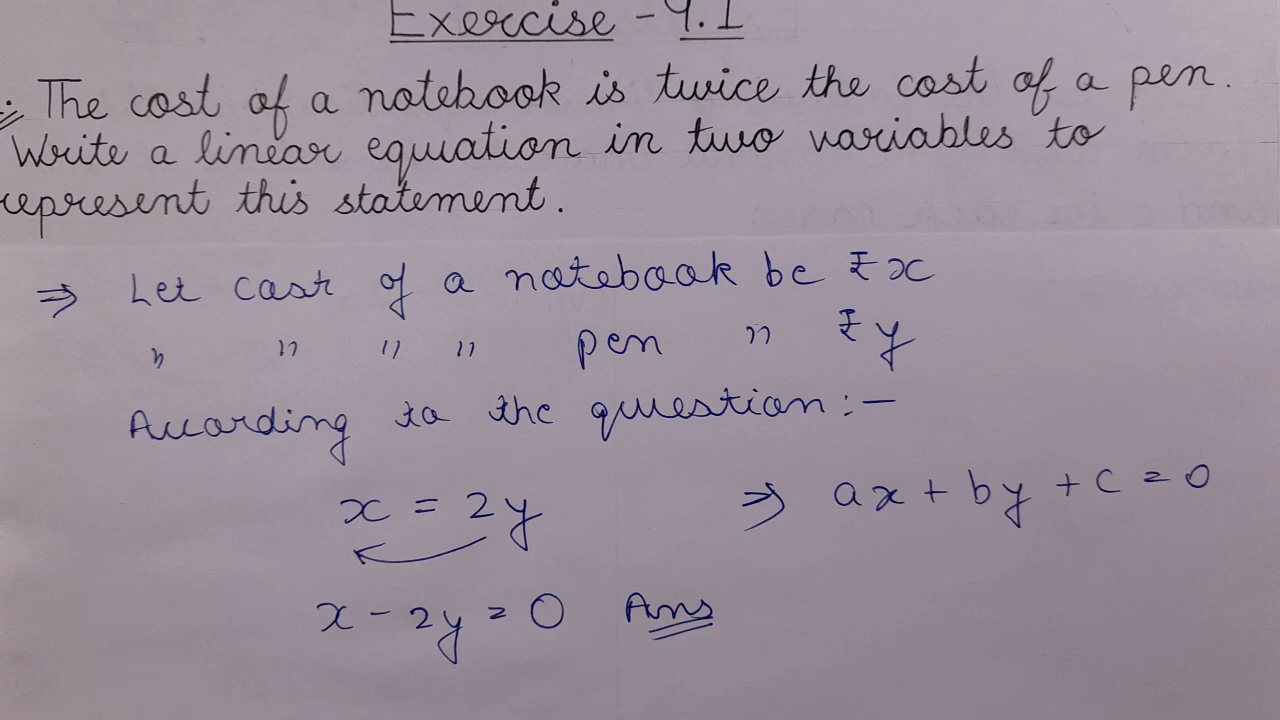 Exercise - 4.1
The cost of a notebook is twice the cost of a pen.
Write a linear equation in two variables to
represent this statement.
⇒ Let cost of a notebook be ₹ x
" " " " pen " ₹ y
According to the question :-
x = 2y ⇒ ax + by + c = 0
x - 2y = 0 Ans